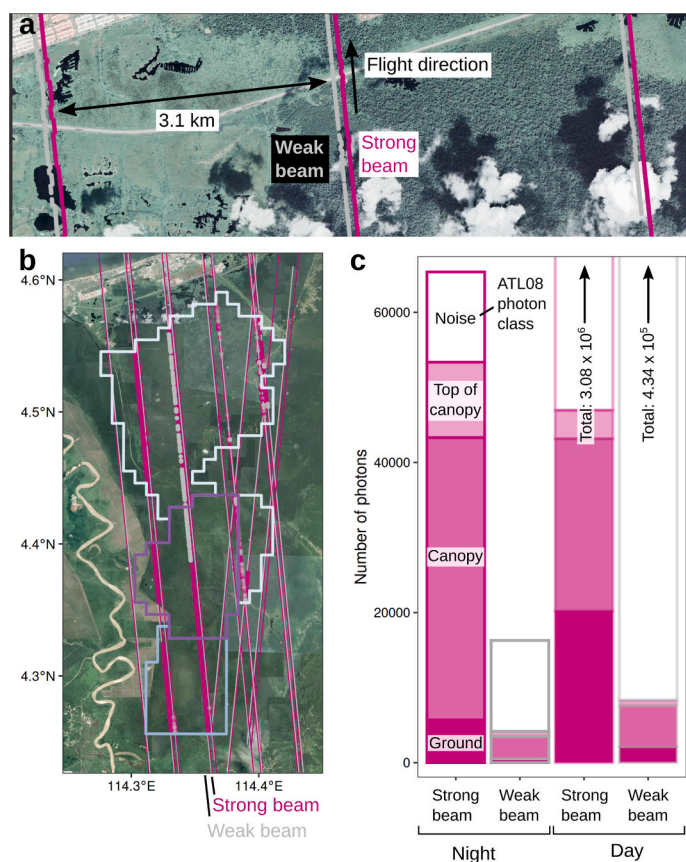 a
Flight direction
3.1 km
Weak
beam
Strong
beam
b
4.6°N
4.5°N
4.4°N
4.3°N
114.3°E
114.4°E
Strong beam
Weak beam
c
60000
40000
20000
0
Number of photons
Noise
ATL08
photon
class
Top of
canopy
Canopy
Ground
Total: 3.08 x 10⁶
Total: 4.34 x 10⁵
Strong
beam
Weak
beam
Strong
beam
Weak
beam
Night
Day